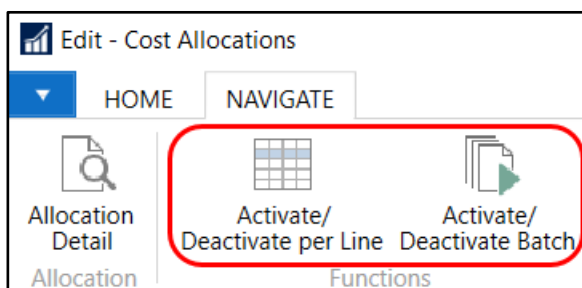 Edit - Cost Allocations
HOME NAVIGATE
Allocation
Detail
Activate/
Deactivate per Line
Activate/
Deactivate Batch
Allocation
Functions